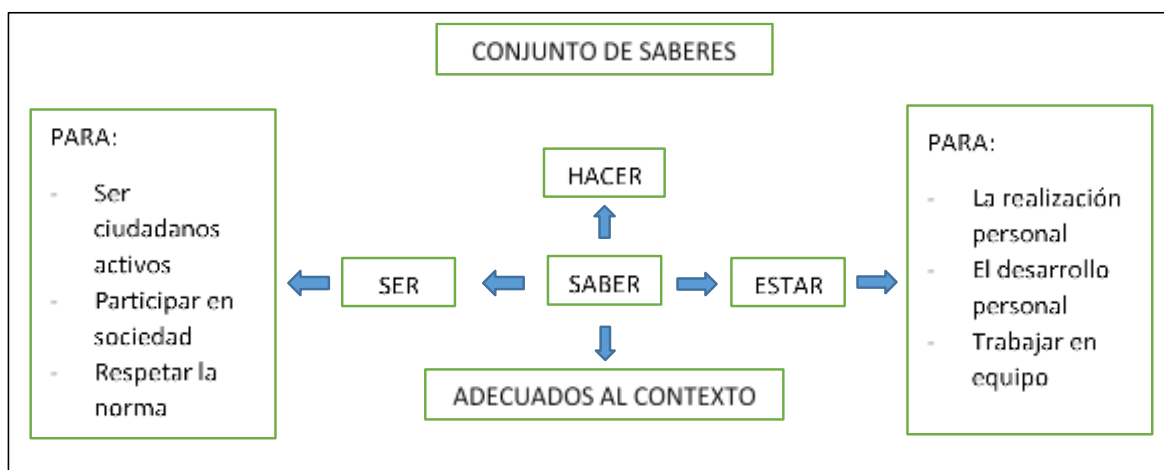 CONJUNTO DE SABERES
PARA:
- Ser
ciudadanos
activos
- Participar en
sociedad
- Respetar la
norma
HACER
SER
SABER
ESTAR
ADECUADOS AL CONTEXTO
PARA:
- La realización
personal
- El desarrollo
personal
- Trabajar en
equipo